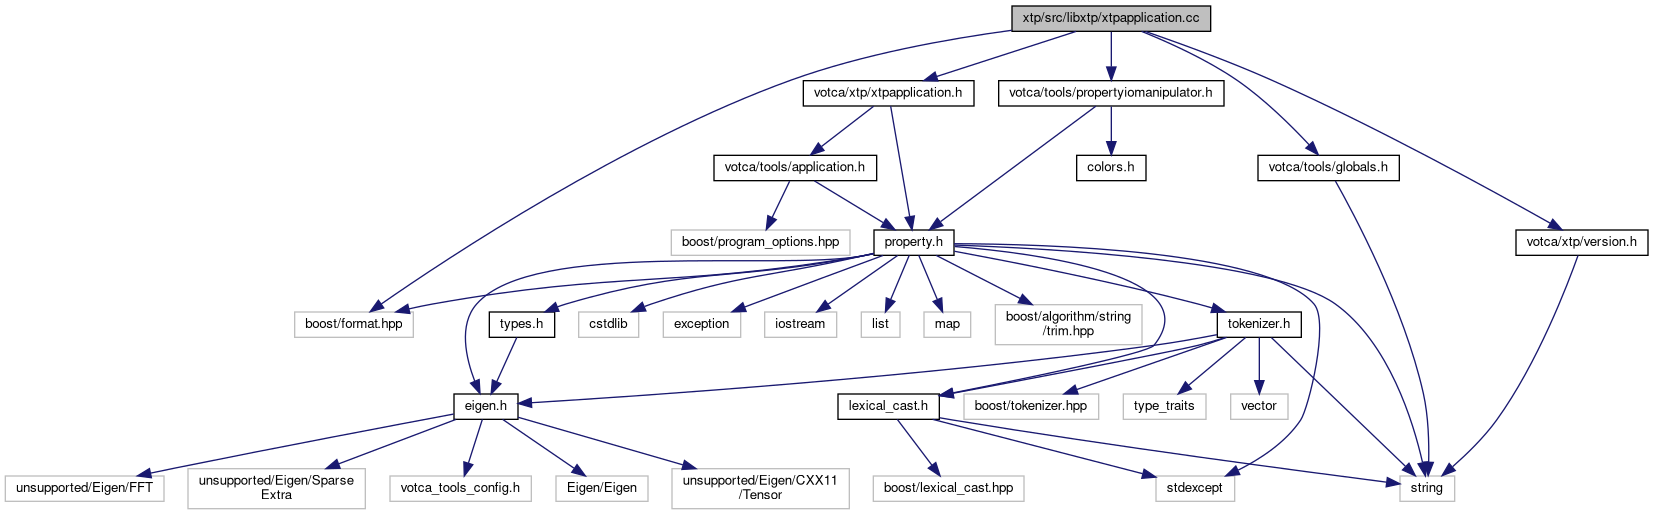 xtp/src/libxtp/xtpapplication.cc
votca/xtp/xtpapplication.h
votca/tools/propertyiomanipulator.h
votca/tools/application.h
colors.h
votca/tools/globals.h
boost/program_options.hpp
property.h
votca/xtp/version.h
boost/format.hpp
types.h
cstdlib
exception
iostream
list
map
boost/algorithm/string
/trim.hpp
tokenizer.h
eigen.h
lexical_cast.h
boost/tokenizer.hpp
type_traits
vector
unsupported/Eigen/FFT
unsupported/Eigen/Sparse
Extra
votca_tools_config.h
Eigen/Eigen
unsupported/Eigen/CXX11
/Tensor
boost/lexical_cast.hpp
stdexcept
string